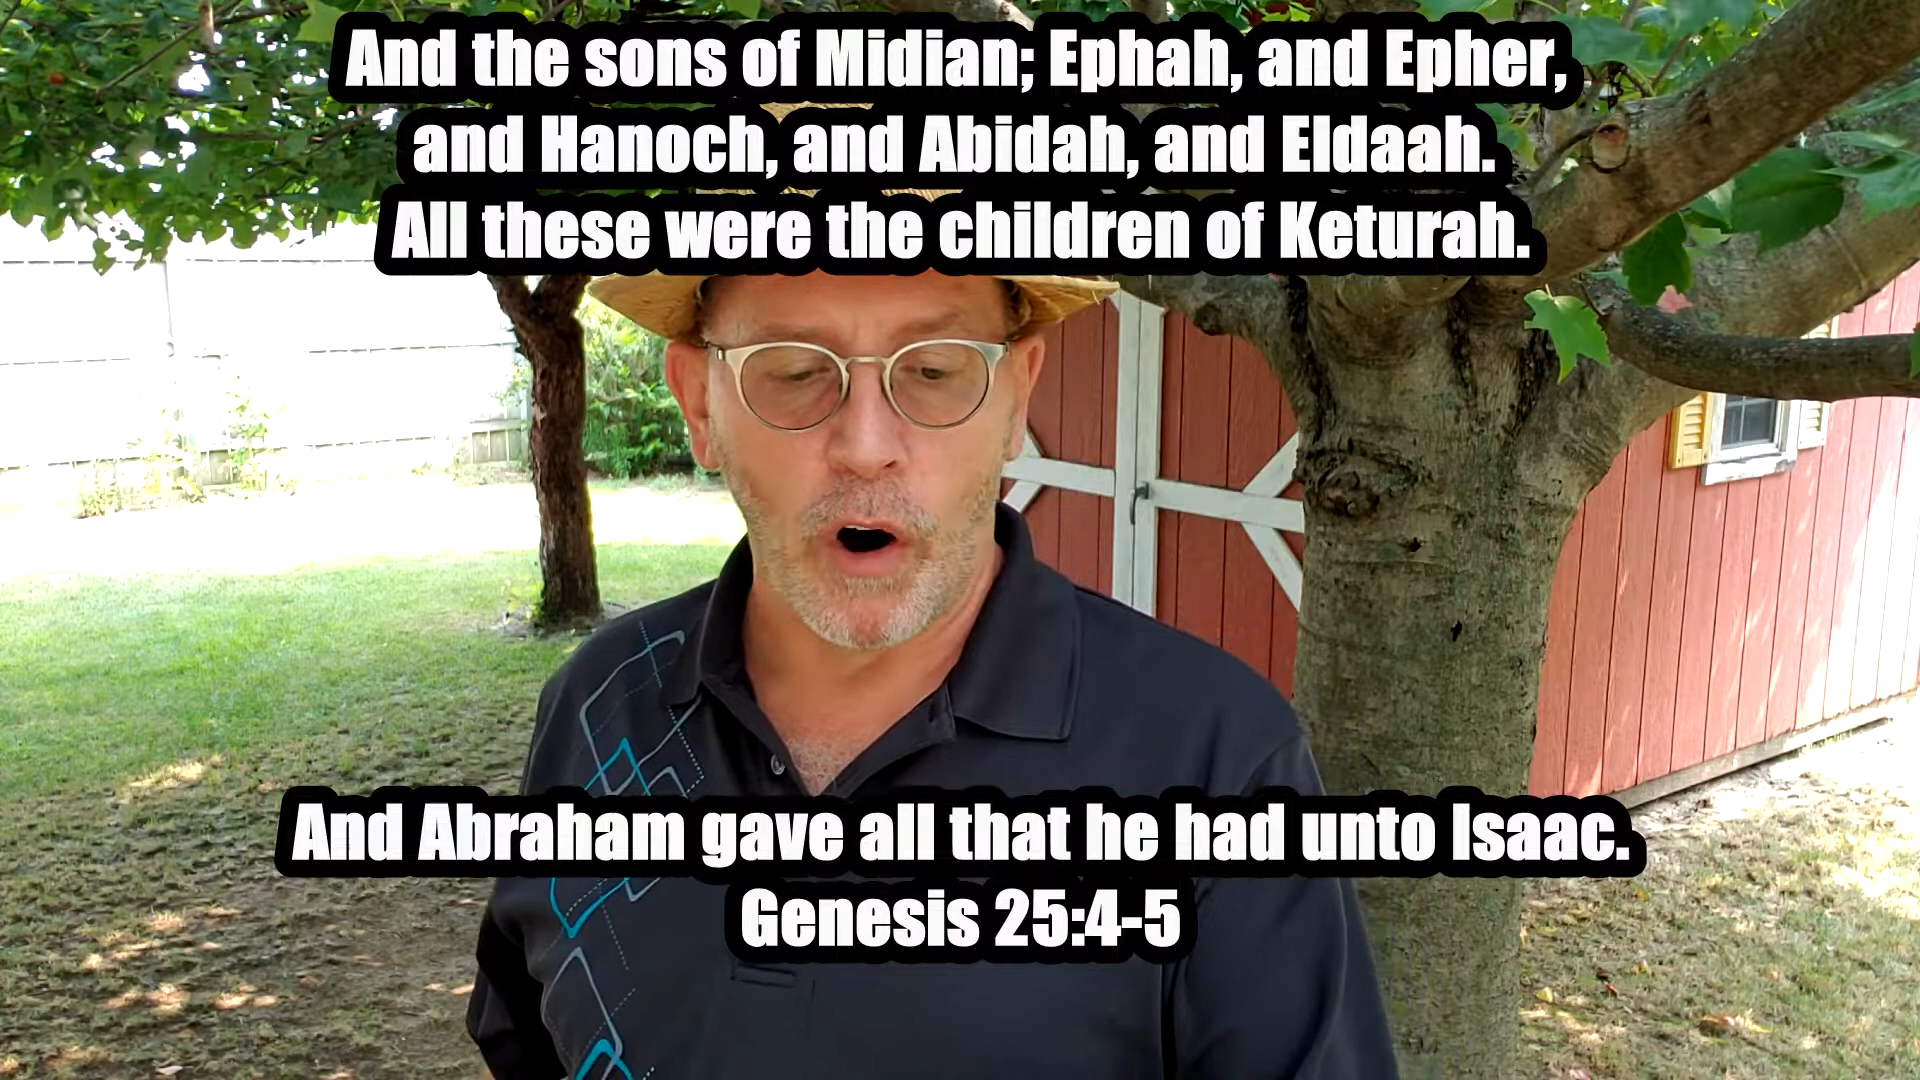 And the sons of Midian; Ephah, and Epher,
and Hanoch, and Abidah, and Eldaah.
All these were the children of Keturah.
And Abraham gave all that he had unto Isaac.
Genesis 25:4-5